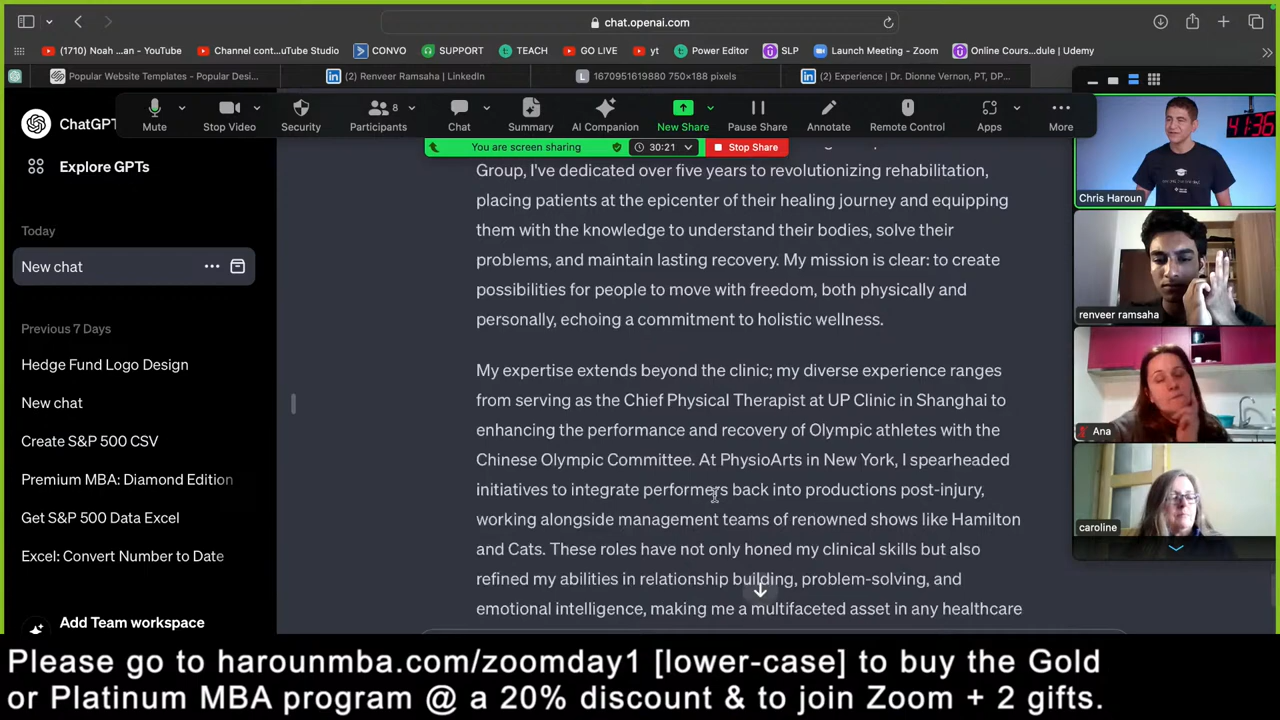 chat.openai.com
(1710) Noah ...an - YouTube
Channel cont...uTube Studio
CONVO
SUPPORT
TEACH
GO LIVE
yt
Power Editor
SLP
Launch Meeting - Zoom
Online Cours...dule | Udemy
Popular Website Templates - Popular Desi...
(2) Renveer Ramsaha | LinkedIn
L
1670951619880 750×188 pixels
(2) Experience | Dr. Dionne Vernon, PT, DP...
ChatGPT
Mute
Stop Video
Security
8
Participants
Chat
Summary
AI Companion
New Share
Pause Share
Annotate
Remote Control
Apps
More
You are screen sharing
30:21
Stop Share
41:36
Chris Haroun
renveer ramsaha
Ana
caroline
Explore GPTs
Today
New chat
Previous 7 Days
Hedge Fund Logo Design
New chat
Create S&P 500 CSV
Premium MBA: Diamond Edition
Get S&P 500 Data Excel
Excel: Convert Number to Date
Add Team workspace
Group, I've dedicated over five years to revolutionizing rehabilitation,
placing patients at the epicenter of their healing journey and equipping
them with the knowledge to understand their bodies, solve their
problems, and maintain lasting recovery. My mission is clear: to create
possibilities for people to move with freedom, both physically and
personally, echoing a commitment to holistic wellness.
My expertise extends beyond the clinic; my diverse experience ranges
from serving as the Chief Physical Therapist at UP Clinic in Shanghai to
enhancing the performance and recovery of Olympic athletes with the
Chinese Olympic Committee. At PhysioArts in New York, I spearheaded
initiatives to integrate performers back into productions post-injury,
working alongside management teams of renowned shows like Hamilton
and Cats. These roles have not only honed my clinical skills but also
refined my abilities in relationship building, problem-solving, and
emotional intelligence, making me a multifaceted asset in any healthcare
Please go to harounmba.com/zoomday1 [lower-case] to buy the Gold
or Platinum MBA program @ a 20% discount & to join Zoom + 2 gifts.